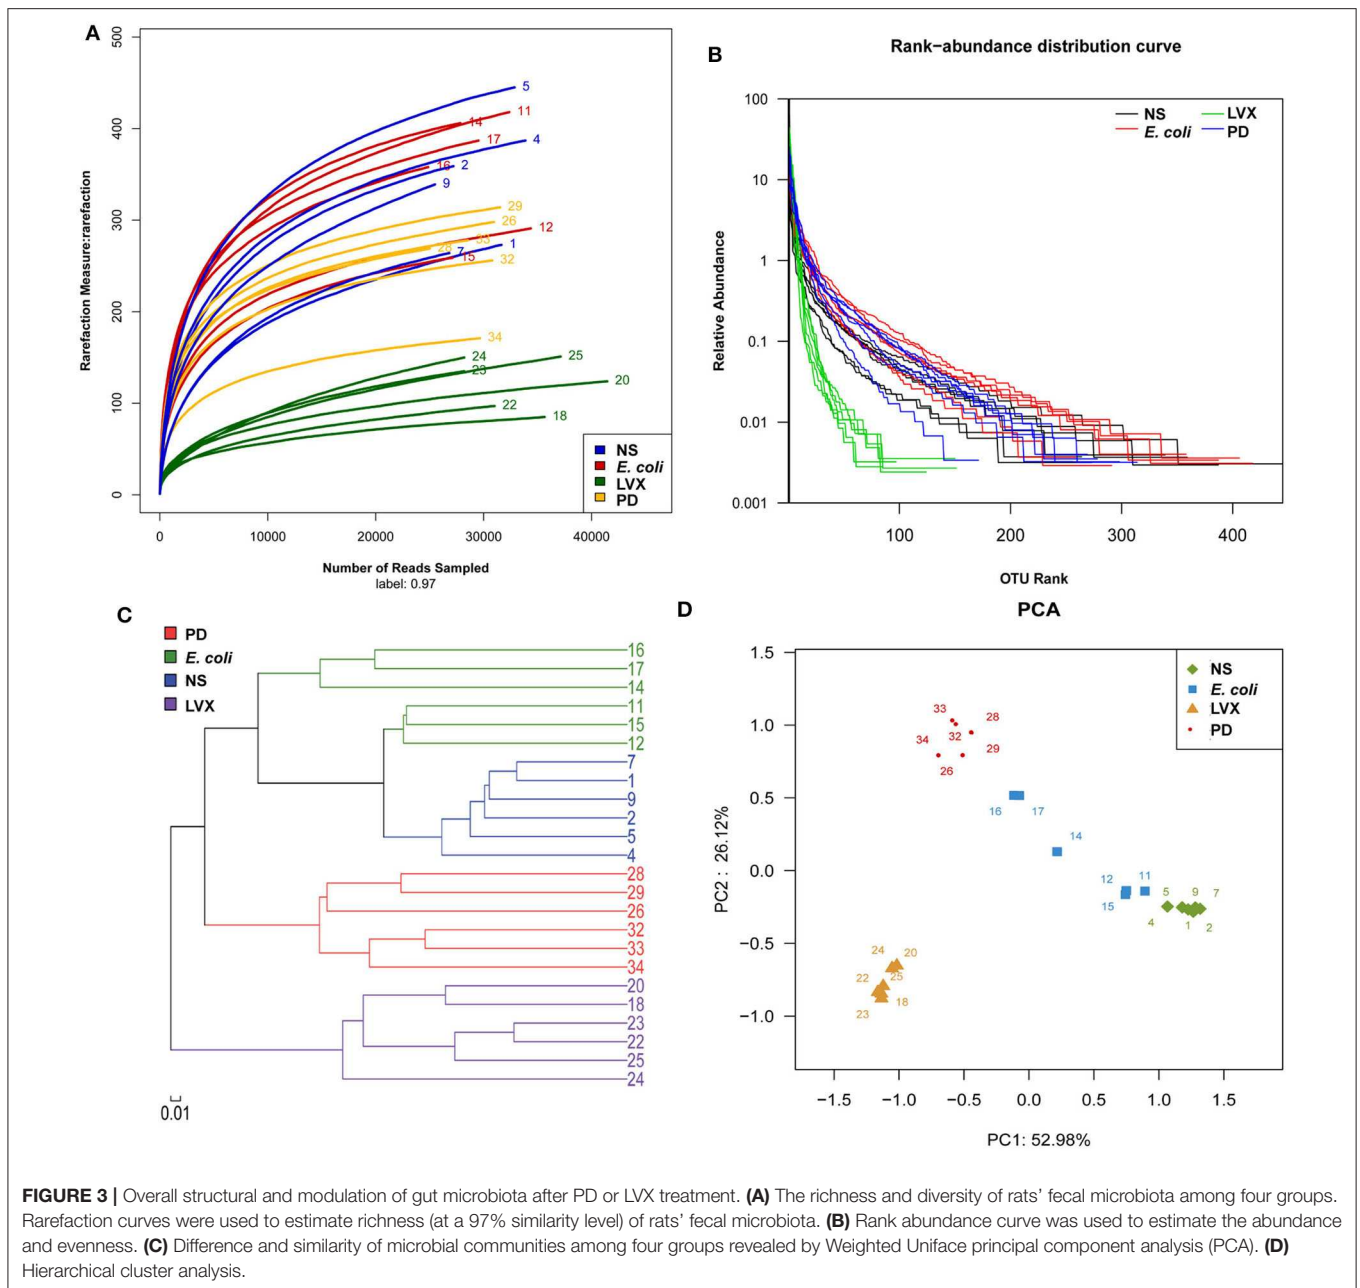 A
500
400
300
200
100
0
Rarefaction Measure:rarefaction
5
11
14
4
17
2
16
9
29
26
12
33
28
7
1
15
32
34
24
25
23
20
22
18
NS
E. coli
LVX
PD
0 10000 20000 30000 40000
Number of Reads Sampled
label: 0.97
B
Rank−abundance distribution curve
100
10
1
0.1
0.01
0.001
Relative Abundance
NS LVX
E. coli PD
100 200 300 400
OTU Rank
C
PD
E. coli
NS
LVX
16
17
14
11
15
12
7
1
9
2
5
4
28
29
26
32
33
34
20
18
23
22
25
24
0.01
D
PCA
1.5
1.0
0.5
0.0
−0.5
−1.0
PC2 : 26.12%
NS
E. coli
LVX
PD
33 28
34 32 29
26
16 17
14
12 11
15
5 9 7
4 1 2
24 20
22 25
23 18
−1.5 −1.0 −0.5 0.0 0.5 1.0 1.5
PC1: 52.98%
FIGURE 3 | Overall structural and modulation of gut microbiota after PD or LVX treatment. (A) The richness and diversity of rats' fecal microbiota among four groups.
Rarefaction curves were used to estimate richness (at a 97% similarity level) of rats' fecal microbiota. (B) Rank abundance curve was used to estimate the abundance
and evenness. (C) Difference and similarity of microbial communities among four groups revealed by Weighted Uniface principal component analysis (PCA). (D)
Hierarchical cluster analysis.